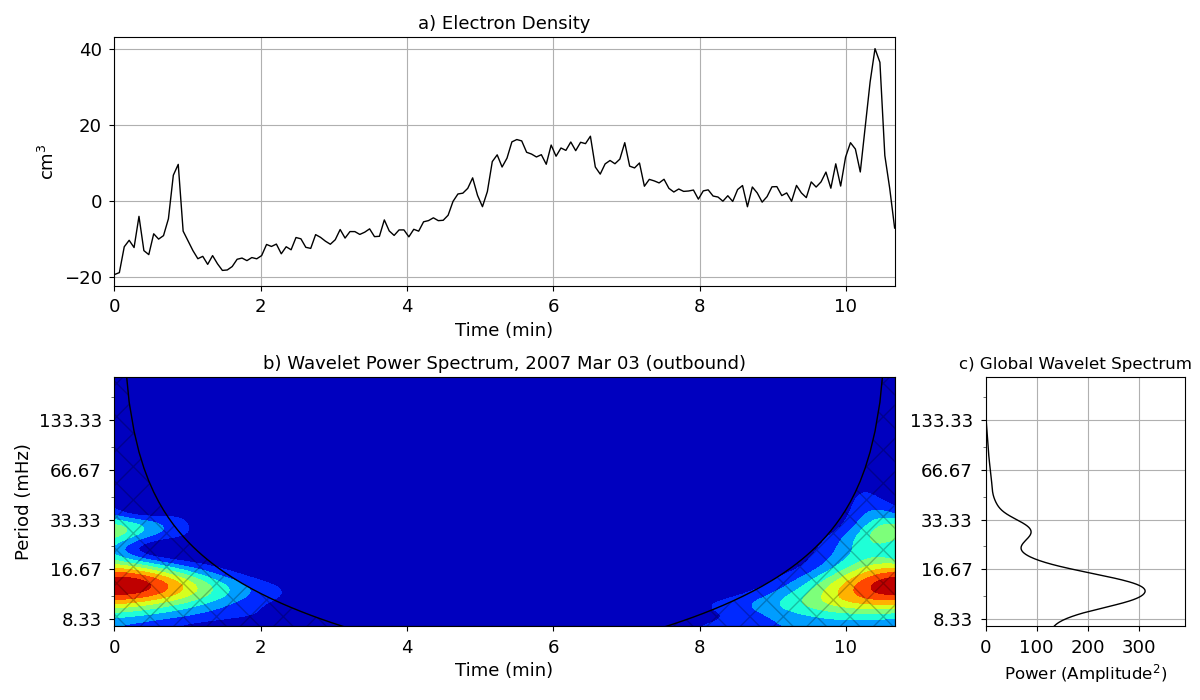 a) Electron Density
40
20
0
−20
cm³
0 2 4 6 8 10
Time (min)
b) Wavelet Power Spectrum, 2007 Mar 03 (outbound)
133.33
66.67
33.33
16.67
8.33
Period (mHz)
0 2 4 6 8 10
Time (min)
c) Global Wavelet Spectrum
133.33
66.67
33.33
16.67
8.33
0 100 200 300
Power (Amplitude²)